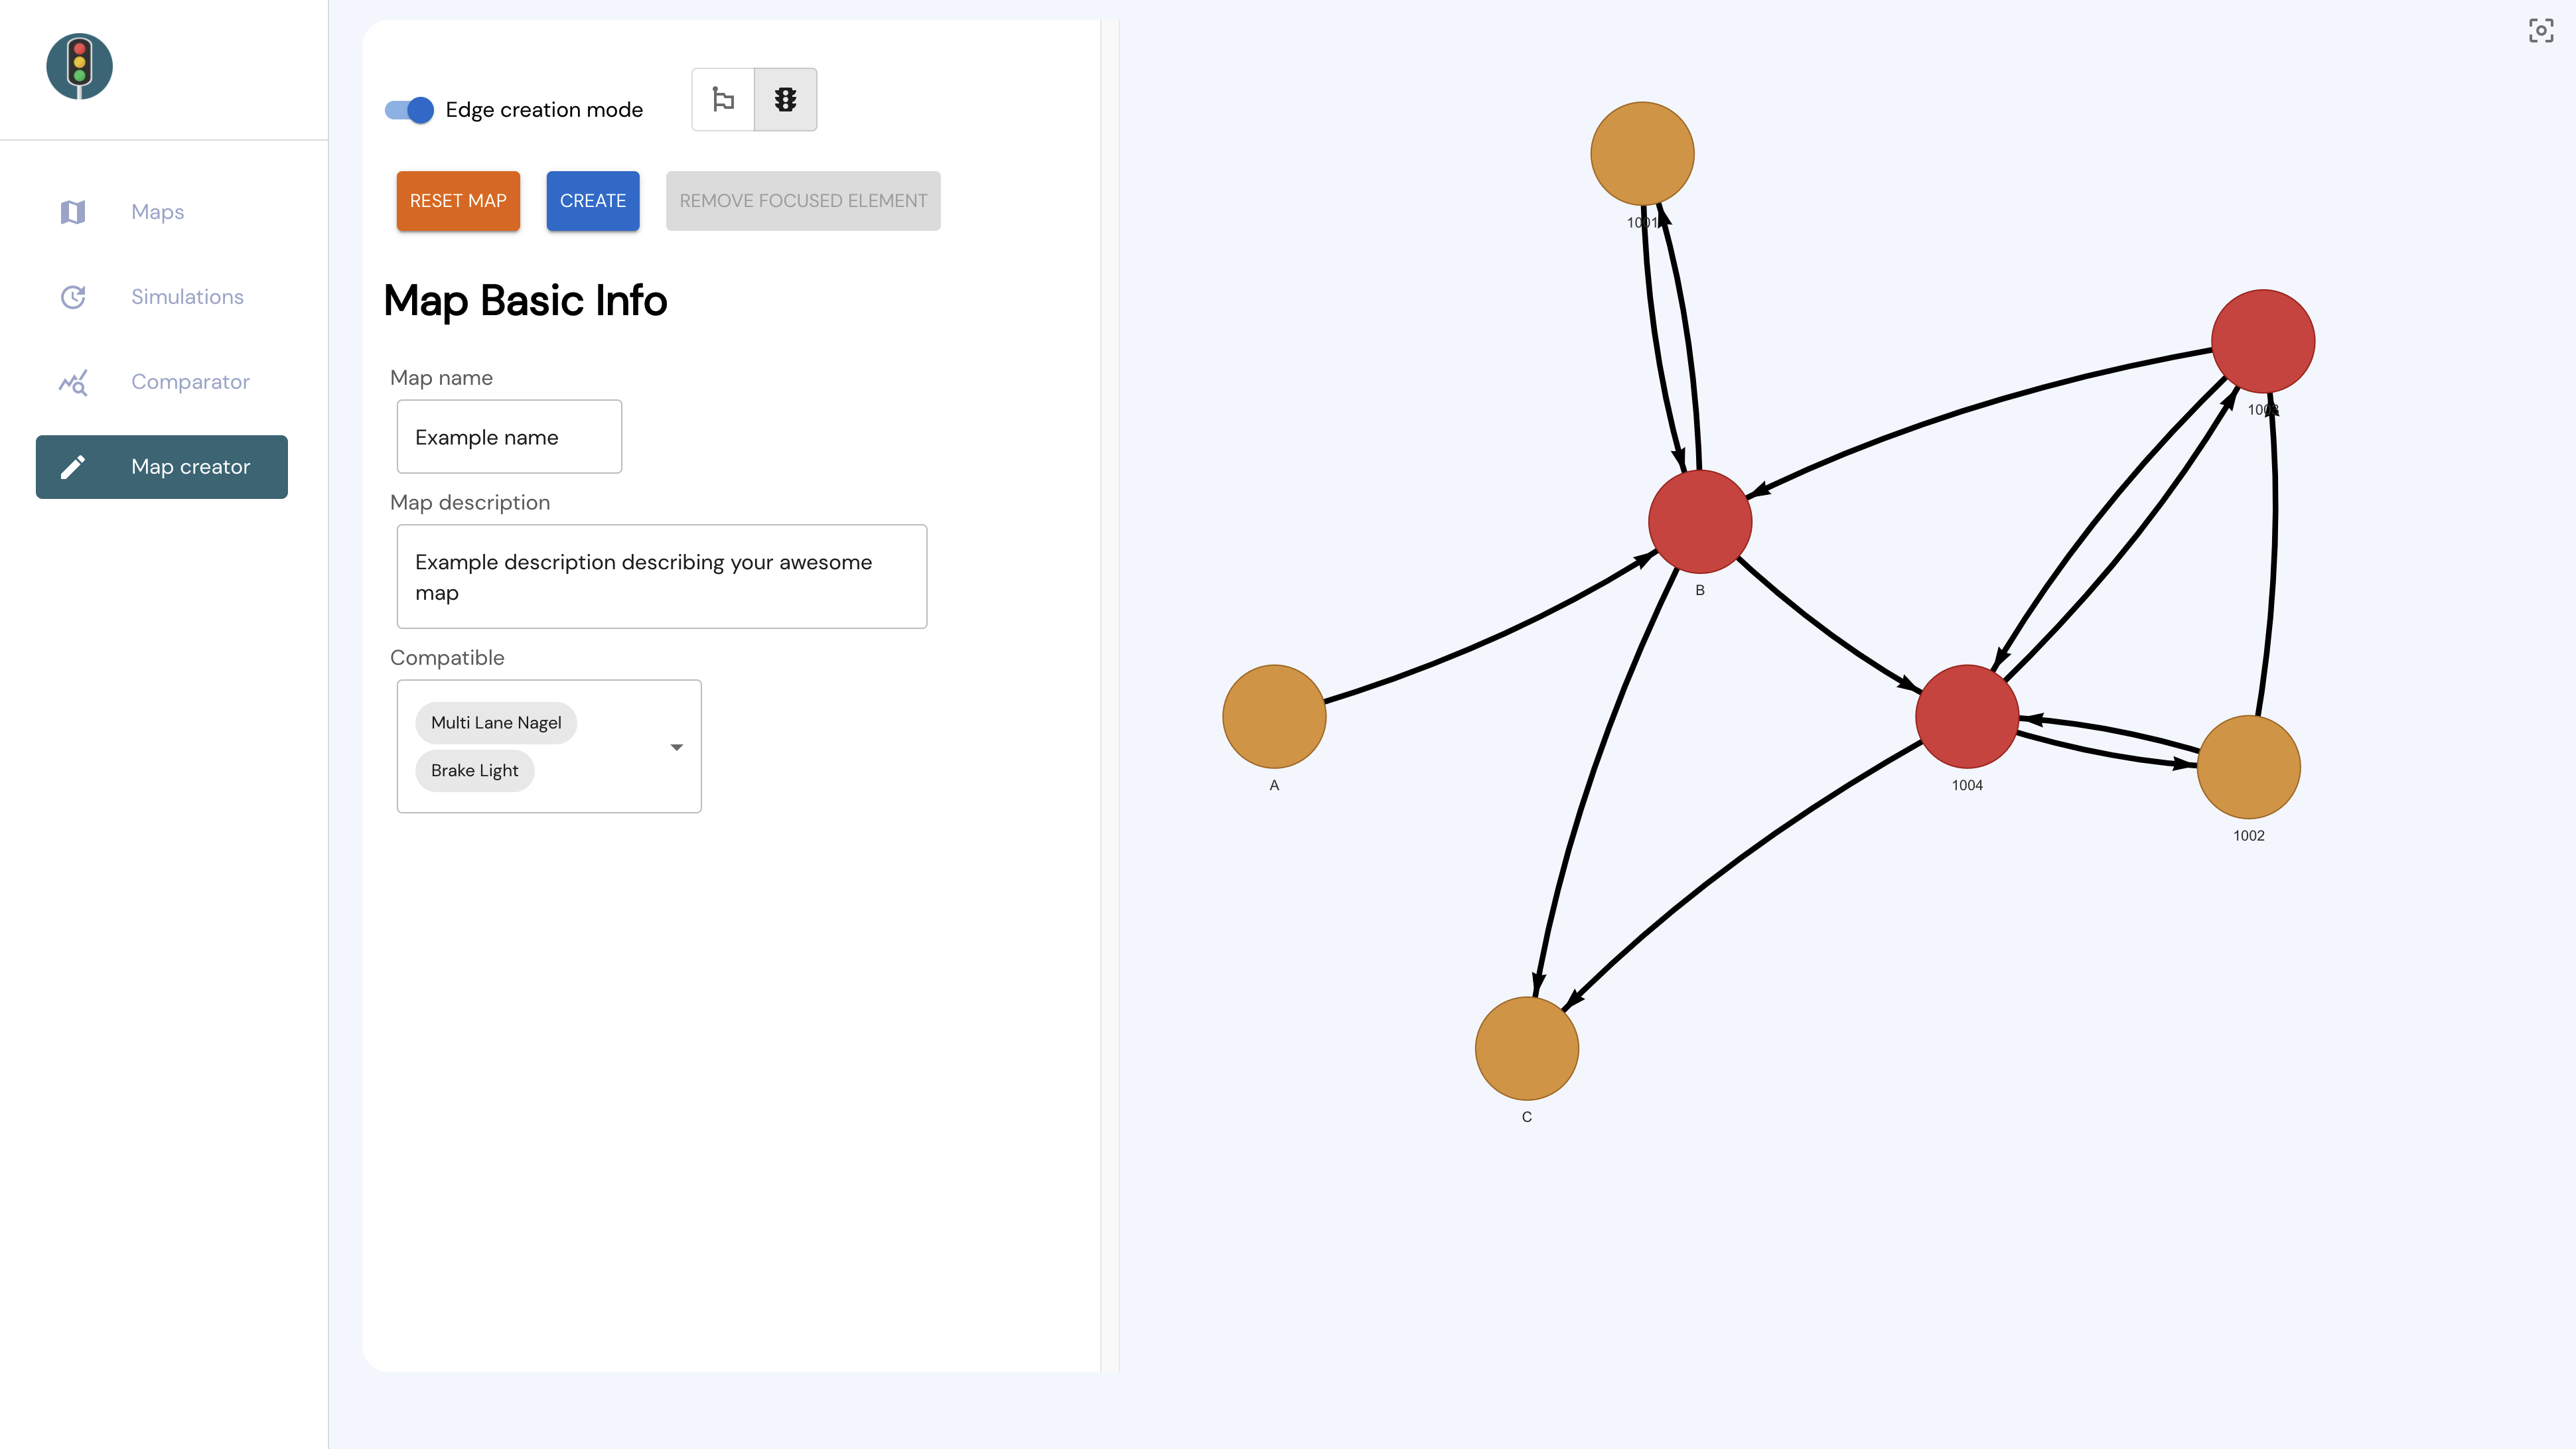 Maps
Simulations
Comparator
Map creator
Edge creation mode
RESET MAP
CREATE
REMOVE FOCUSED ELEMENT
Map Basic Info
Map name
Example name
Map description
Example description describing your awesome
map
Compatible
Multi Lane Nagel
Brake Light
1001
1003
B
A
1004
1002
C